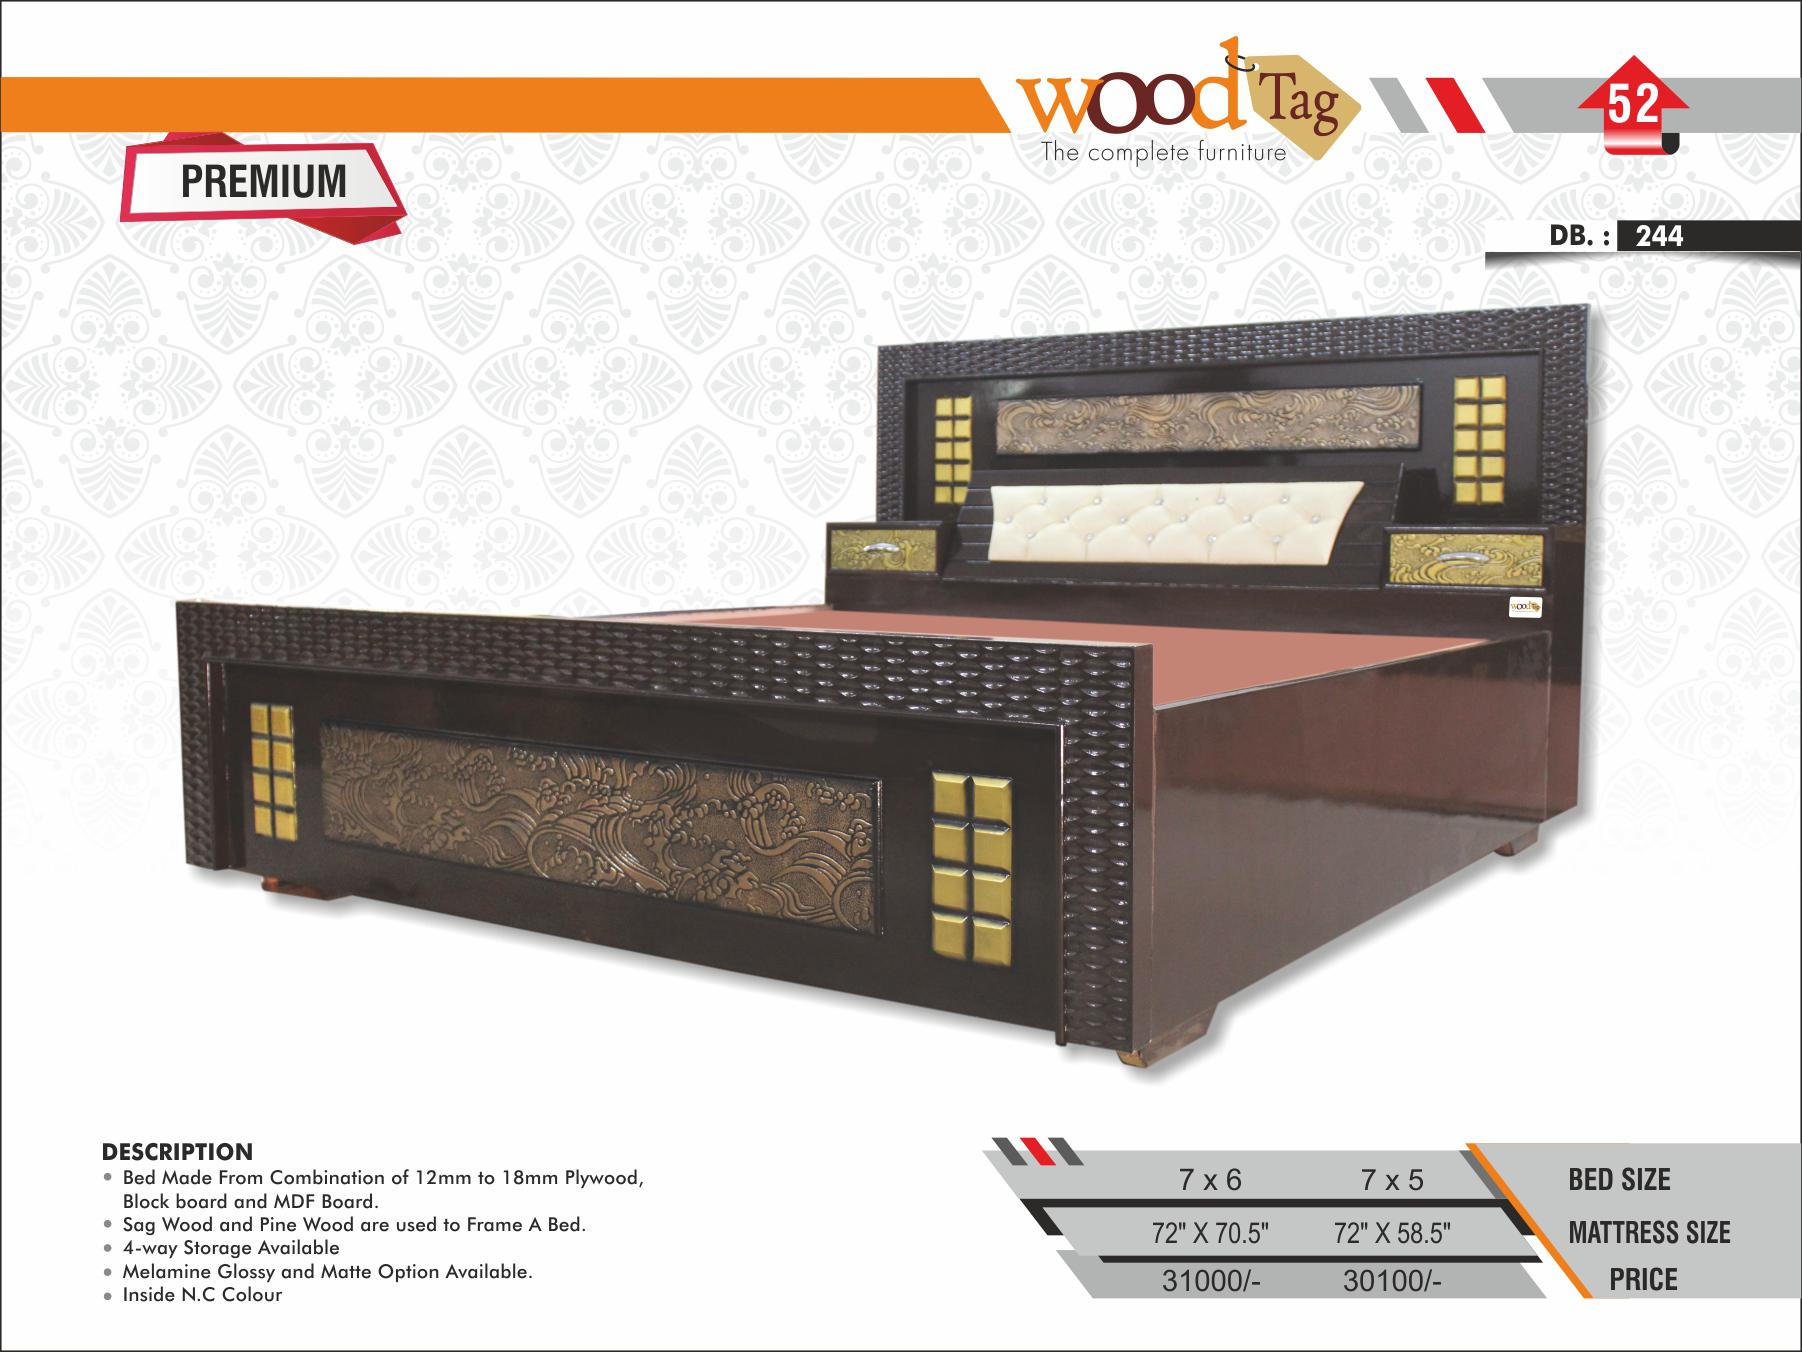 wood Tag
The complete furniture
52
PREMIUM
DB. : 244
wood Tag
DESCRIPTION
• Bed Made From Combination of 12mm to 18mm Plywood,
Block board and MDF Board.
• Sag Wood and Pine Wood are used to Frame A Bed.
• 4-way Storage Available
• Melamine Glossy and Matte Option Available.
• Inside N.C Colour
7 x 6 7 x 5 BED SIZE
72" X 70.5" 72" X 58.5" MATTRESS SIZE
31000/- 30100/- PRICE